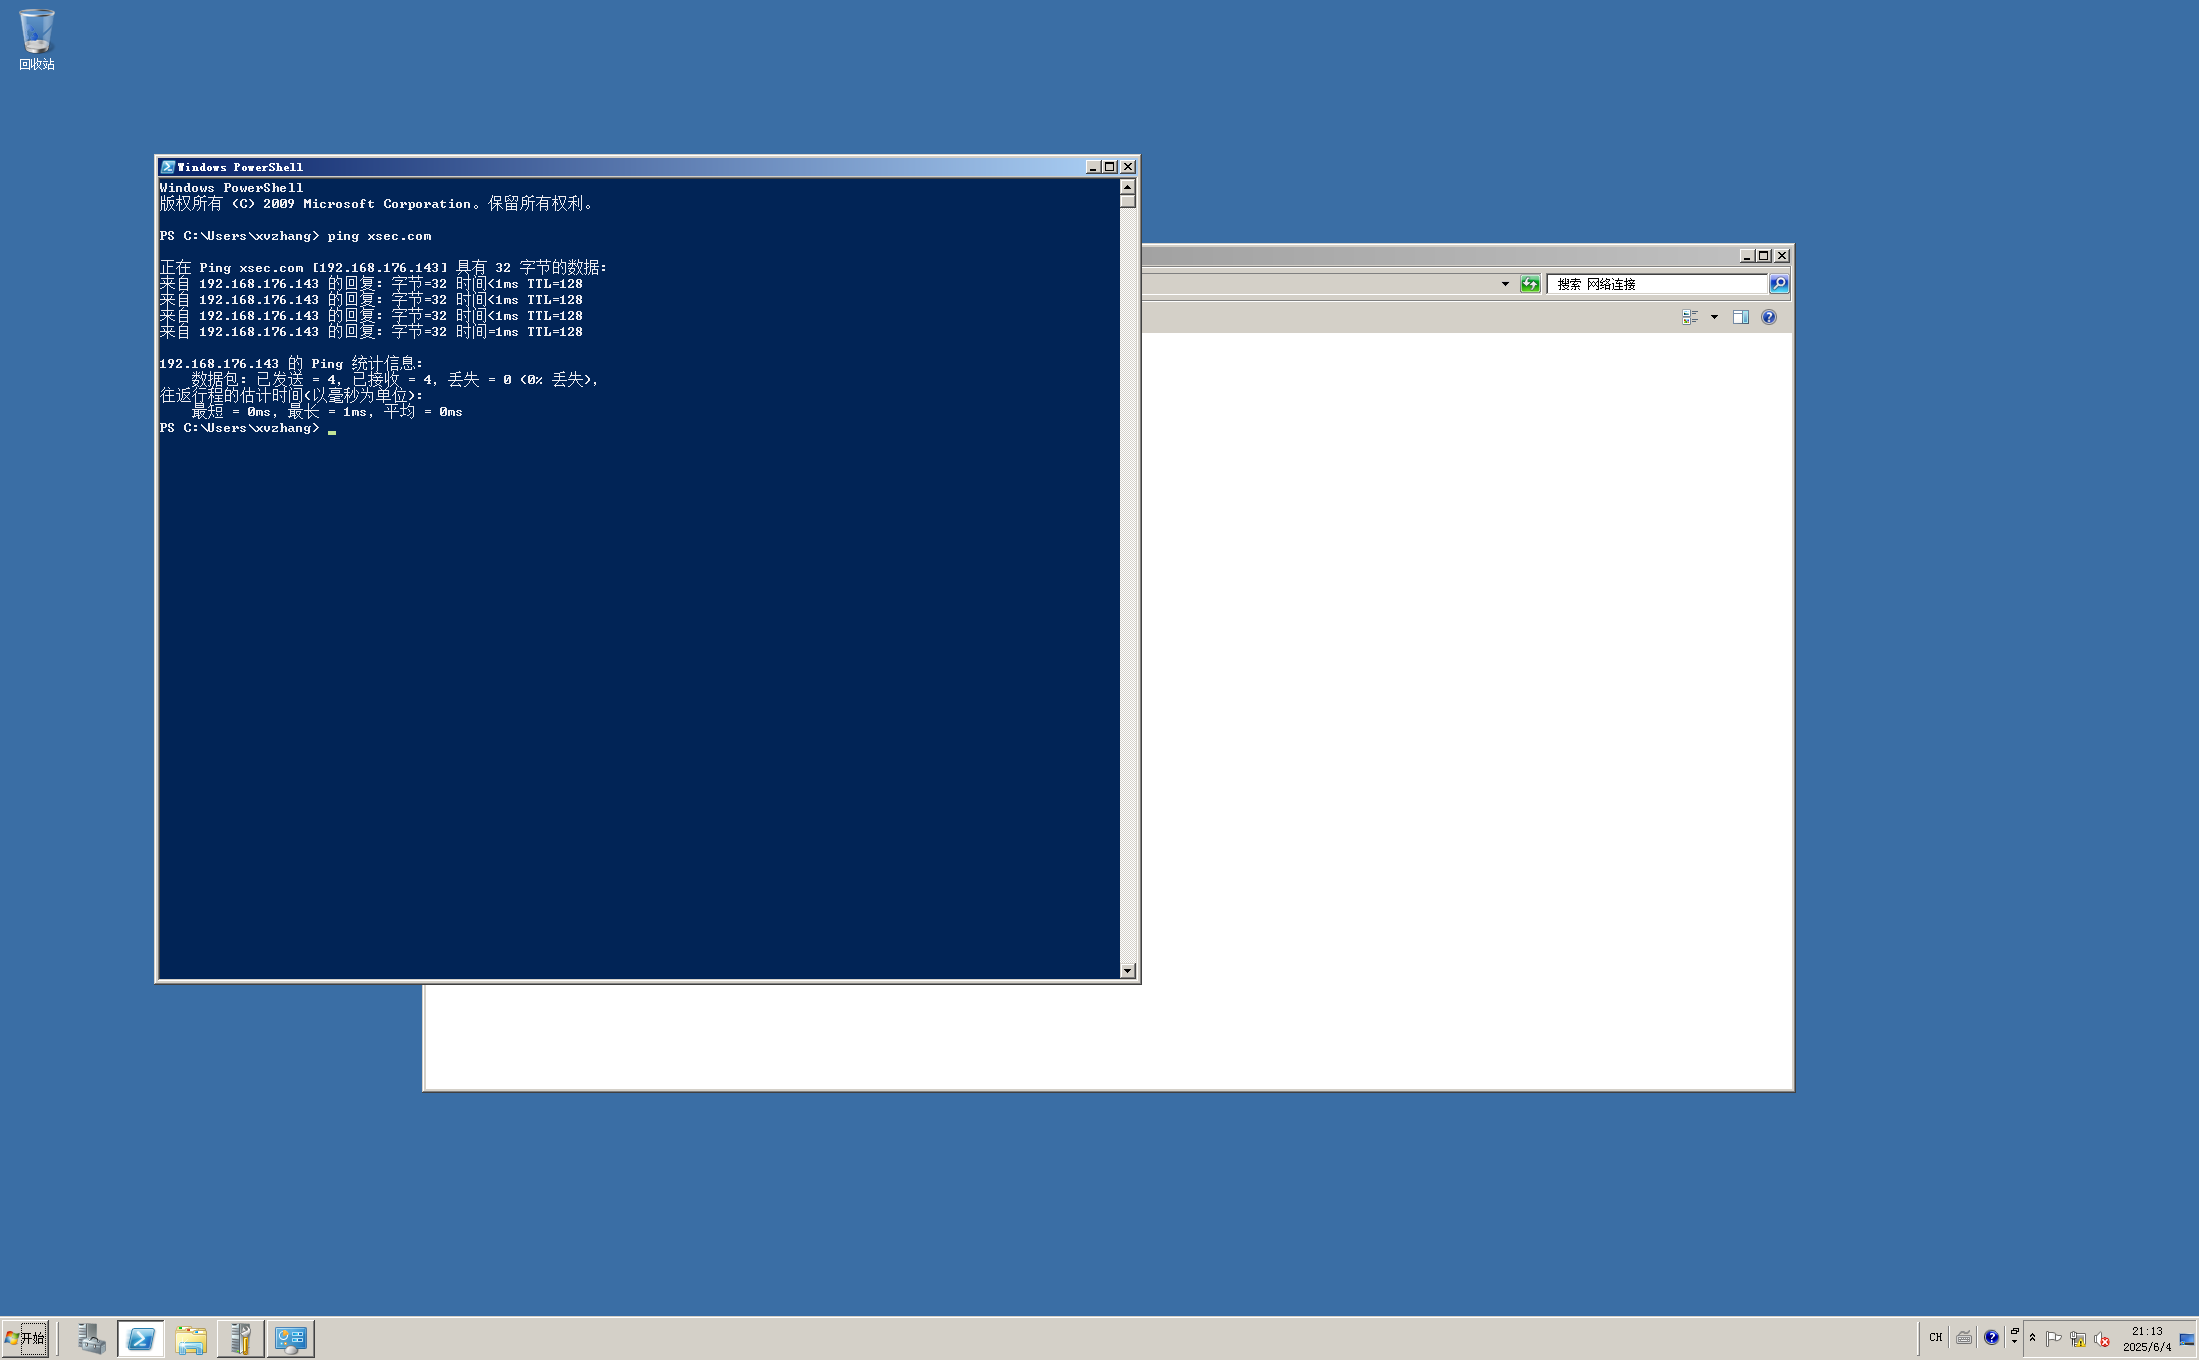 回收站
Windows PowerShell
Windows PowerShell
版权所有 (C) 2009 Microsoft Corporation。保留所有权利。
PS C:\Users\xvzhang> ping xsec.com
正在 Ping xsec.com [192.168.176.143] 具有 32 字节的数据:
来自 192.168.176.143 的回复: 字节=32 时间<1ms TTL=128
来自 192.168.176.143 的回复: 字节=32 时间<1ms TTL=128
来自 192.168.176.143 的回复: 字节=32 时间<1ms TTL=128
来自 192.168.176.143 的回复: 字节=32 时间=1ms TTL=128
192.168.176.143 的 Ping 统计信息:
数据包: 已发送 = 4, 已接收 = 4, 丢失 = 0 (0% 丢失),
往返行程的估计时间(以毫秒为单位):
最短 = 0ms, 最长 = 1ms, 平均 = 0ms
PS C:\Users\xvzhang>
搜索 网络连接
开始
CH
21:13
2025/6/4